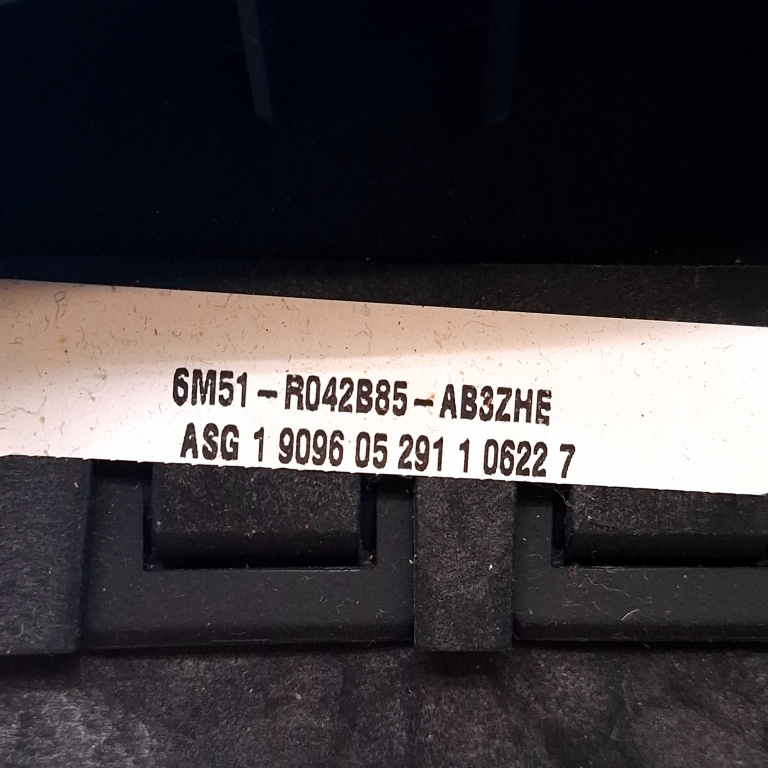 6M51-R042B85-AB3ZHE
ASG 1 9096 05 291 1 0622 7